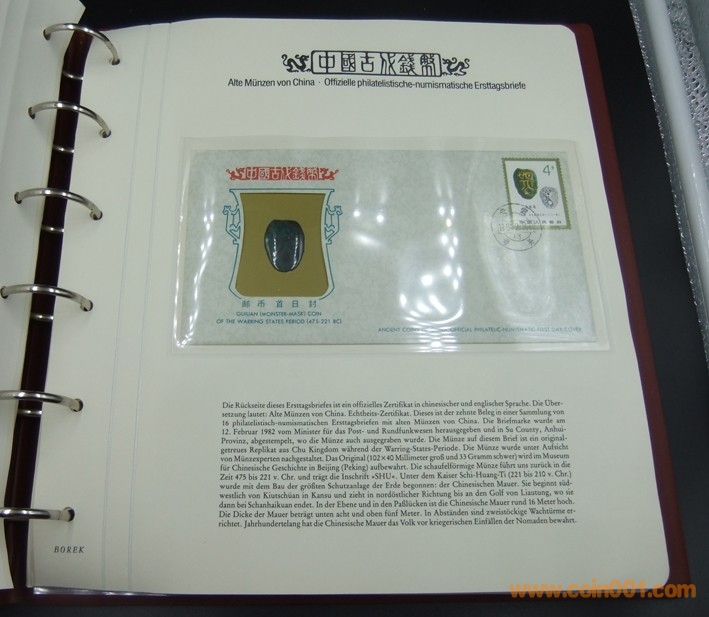 中國古代錢幣
Alte Münzen von China · Offizielle philatelistische-numismatische Ersttagsbriefe
中國古代錢幣
4分
邮币首日封
GUILIAN (MONSTER-MASK) COIN
OF THE WARRING STATES PERIOD (475-221 BC)
ANCIENT OFFICIAL PHILATELIC-NUMISMATIC FIRST DAY COVER
Die Rückseite dieses Ersttagsbriefes ist ein offizielles Zertifikat in chinesischer und englischer Sprache. Die Über-
setzung lautet: Alte Münzen von China. Echtheits-Zertifikat. Dieses ist der zehnte Beleg in einer Sammlung von
16 philatelistisch-numismatischen Ersttagsbriefen mit alten Münzen von China. Die Briefmarke wurde am
12. Februar 1982 vom Minister für das Post- und Rundfunkwesen herausgegeben und in Su County, Anhui-
Provinz, abgestempelt, wo die Münze auch ausgegraben wurde. Die Münze auf diesem Brief ist ein original-
getreues Replikat aus Chu Kingdom während der Warring-States-Periode. Die Münze wurde unter Aufsicht
von Münzexperten nachgestaltet. Das Original (102×40 Millimeter groß und 33 Gramm schwer) wird im Museum
für Chinesische Geschichte in Beijing (Peking) aufbewahrt. Die schaufelförmige Münze führt uns zurück in die
Zeit 475 bis 221 v. Chr. und trägt die Inschrift »SHU«. Unter dem Kaiser Schi-Huang-Ti (221 bis 210 v. Chr.)
wurde mit dem Bau der größten Schutzanlage der Erde begonnen: der Chinesischen Mauer. Sie beginnt süd-
westlich von Kiutschüan in Kansu und zieht in nordöstlicher Richtung bis an den Golf von Liautung, wo sie
dann bei Schanhaikuan endet. In der Ebene und in den Paßlücken ist die Chinesische Mauer rund 16 Meter hoch.
Die Dicke der Mauer beträgt unten acht und oben fünf Meter. In Abständen sind zweistöckige Wachtürme er-
richtet. Jahrhundertelang hat die Chinesische Mauer das Volk vor kriegerischen Einfällen der Nomaden bewahrt.
BOREK
www.coin001.com